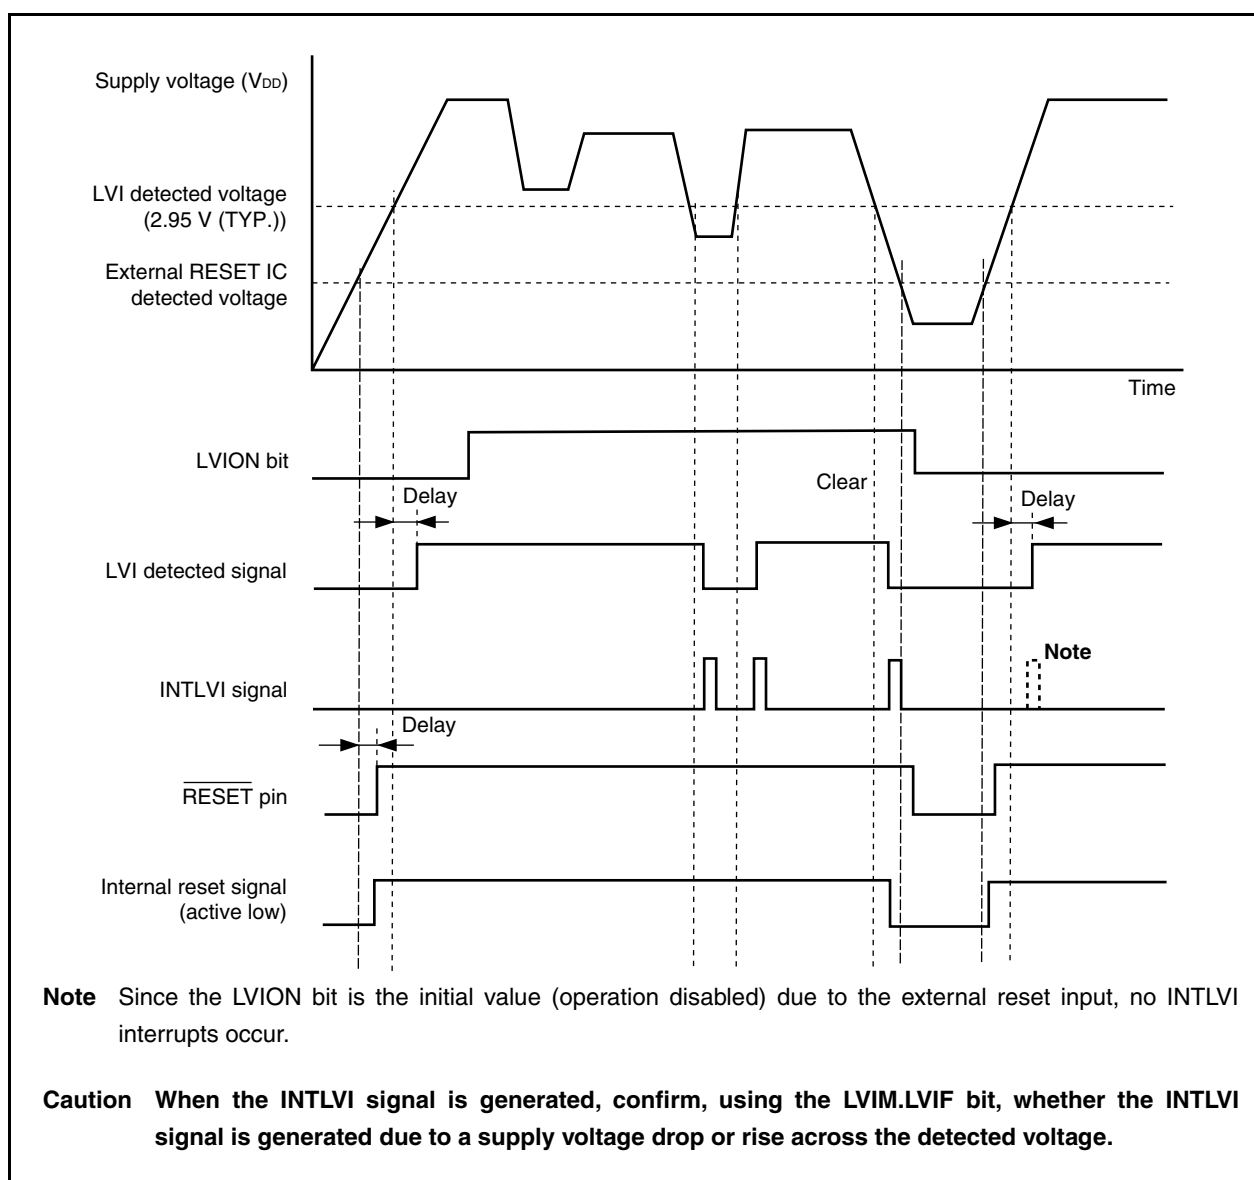 Supply voltage (VDD)
LVI detected voltage
(2.95 V (TYP.))
External RESET IC
detected voltage
Time
LVION bit
Clear
Delay
Delay
LVI detected signal
Note
INTLVI signal
Delay
RESET pin
Internal reset signal
(active low)
Note Since the LVION bit is the initial value (operation disabled) due to the external reset input, no INTLVI
interrupts occur.
Caution When the INTLVI signal is generated, confirm, using the LVIM.LVIF bit, whether the INTLVI
signal is generated due to a supply voltage drop or rise across the detected voltage.